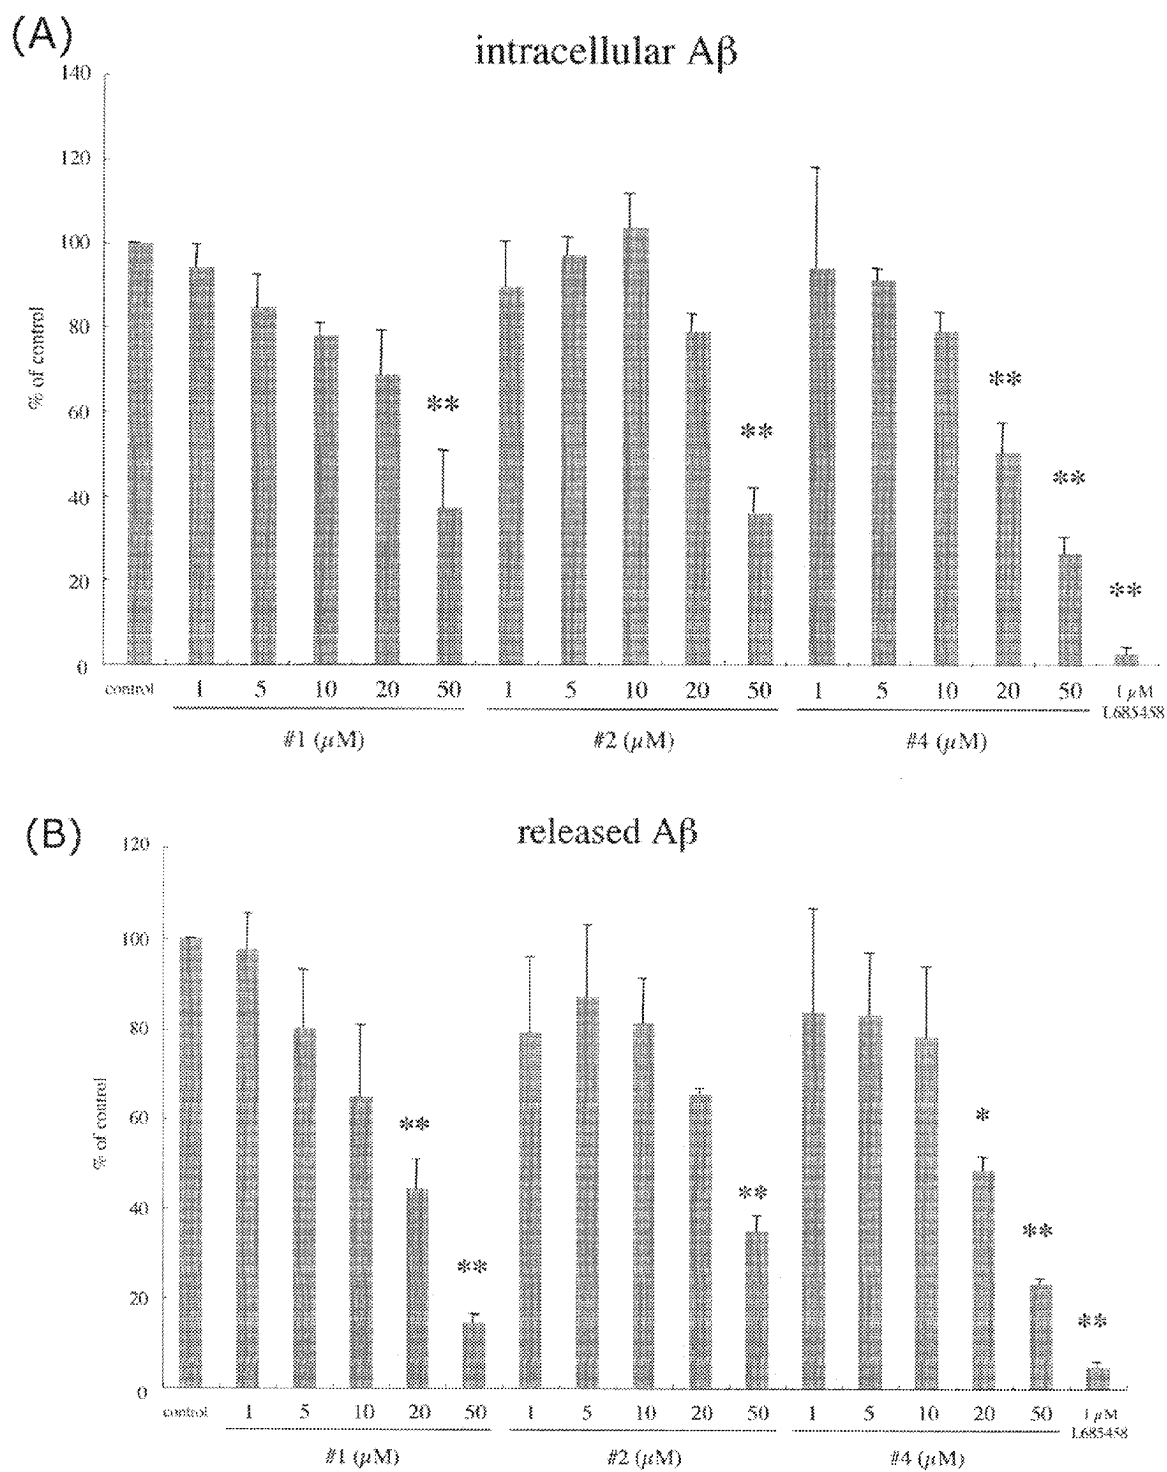 (A)
intracellular Aβ
140
120
100
80
60
40
20
0
% of control
**
**
**
**
**
control 1 5 10 20 50 1 5 10 20 50 1 5 10 20 50 1 μM
L685458
#1 (μM) #2 (μM) #4 (μM)
(B)
released Aβ
120
100
80
60
40
20
0
% of control
**
**
**
*
**
**
control 1 5 10 20 50 1 5 10 20 50 1 5 10 20 50 1 μM
L685458
#1 (μM) #2 (μM) #4 (μM)